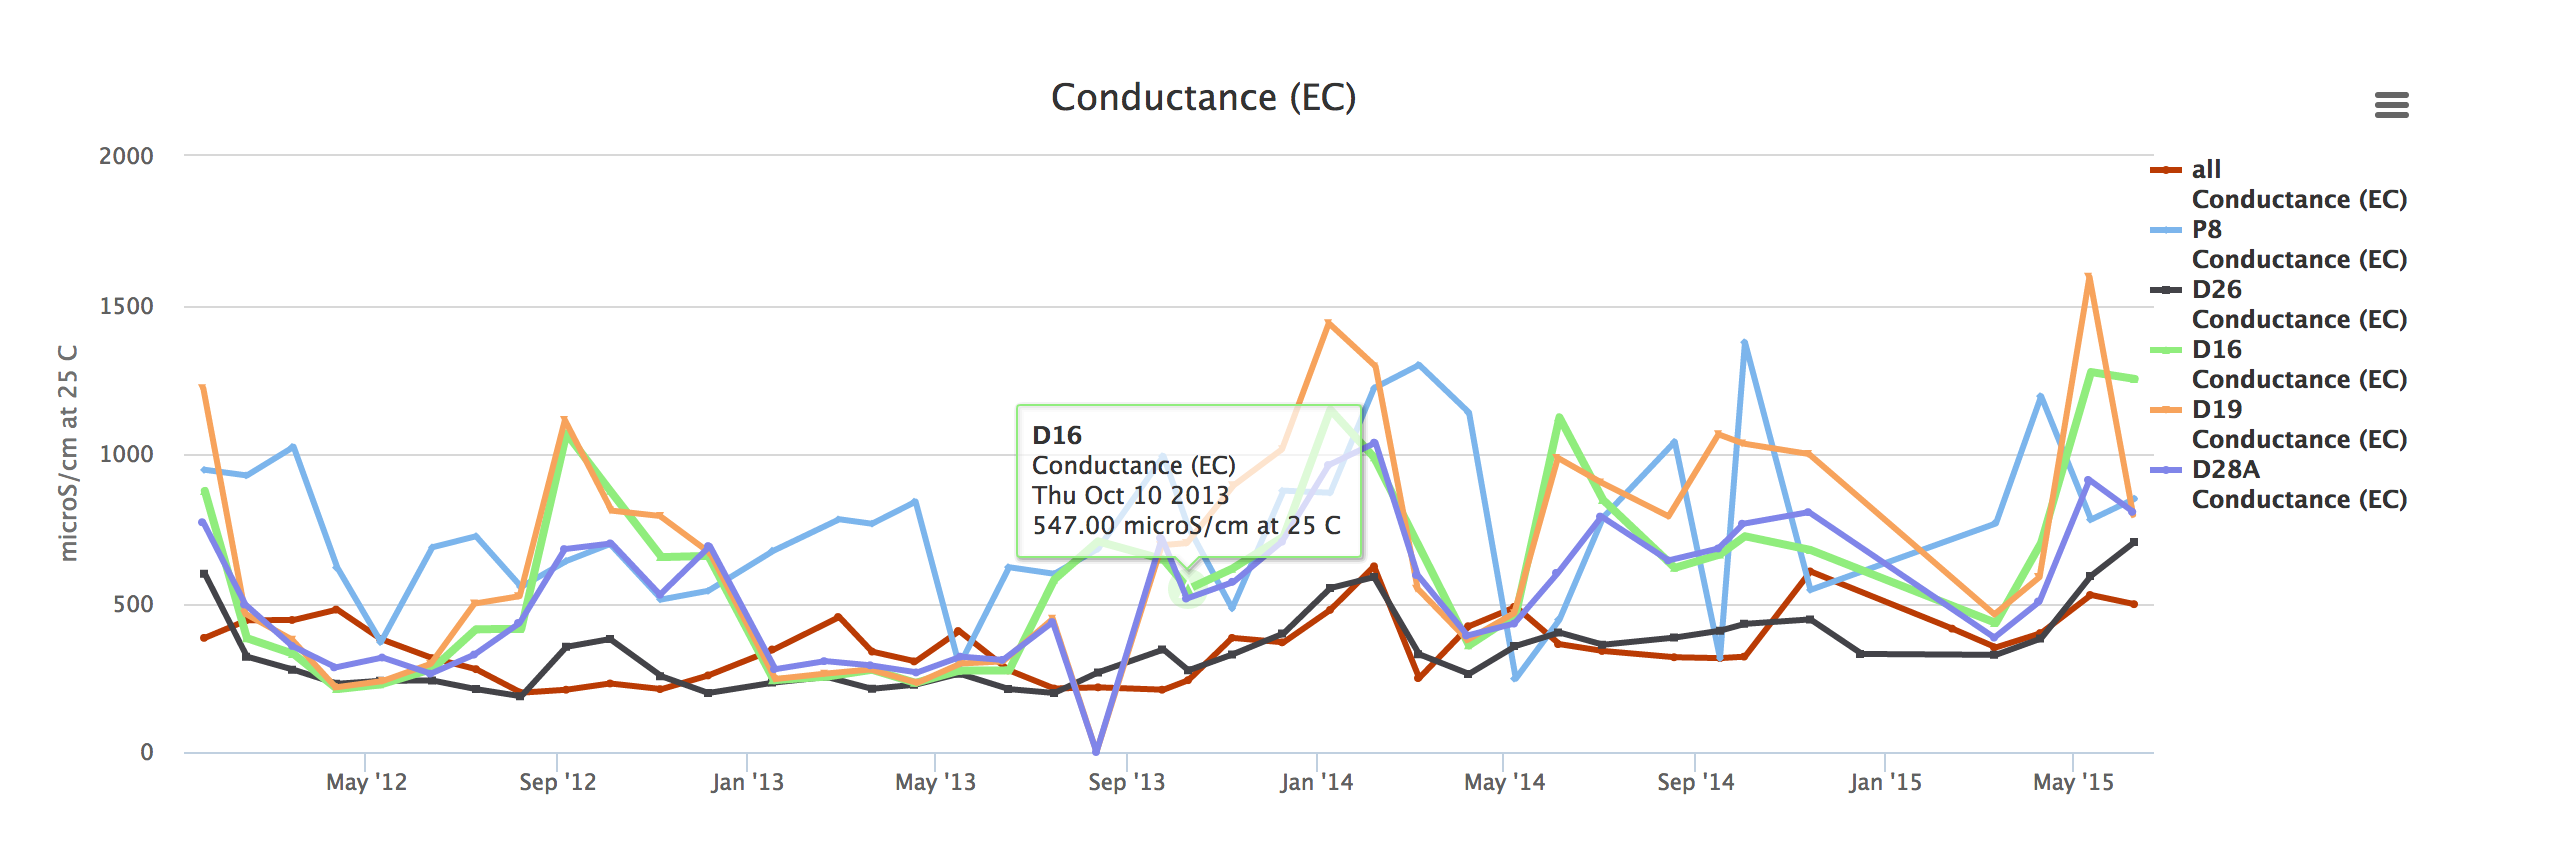 Conductance (EC)
2000
1500
1000
500
0
microS/cm at 25 C
D16
Conductance (EC)
Thu Oct 10 2013
547.00 microS/cm at 25 C
May '12
Sep '12
Jan '13
May '13
Sep '13
Jan '14
May '14
Sep '14
Jan '15
May '15
all
Conductance (EC)
P8
Conductance (EC)
D26
Conductance (EC)
D16
Conductance (EC)
D19
Conductance (EC)
D28A
Conductance (EC)